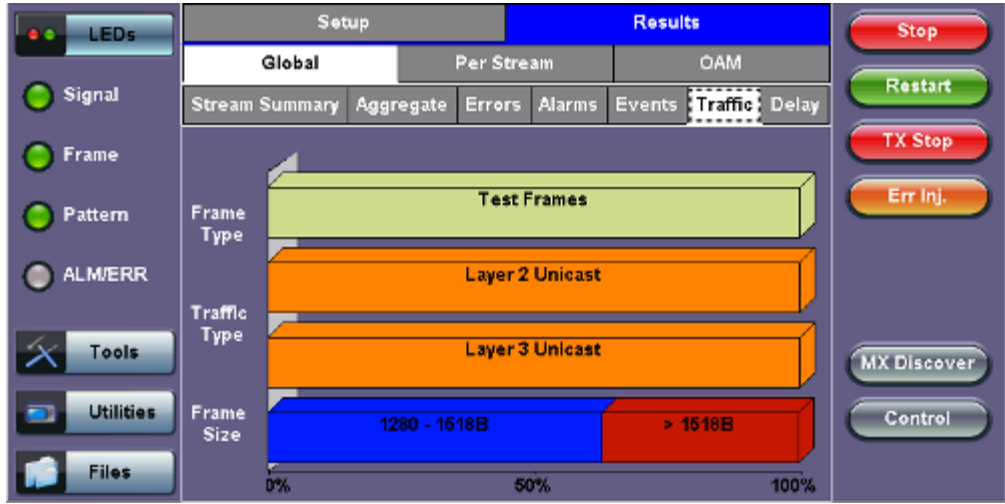 LEDs
Signal
Frame
Pattern
ALM/ERR
Tools
Utilities
Files
Setup
Results
Global
Per Stream
OAM
Stream Summary
Aggregate
Errors
Alarms
Events
Traffic
Delay
Frame
Type
Test Frames
Traffic
Type
Layer 2 Unicast
Layer 3 Unicast
Frame
Size
1280 - 1518B
> 1518B
0%
50%
100%
Stop
Restart
TX Stop
Err Inj.
MX Discover
Control